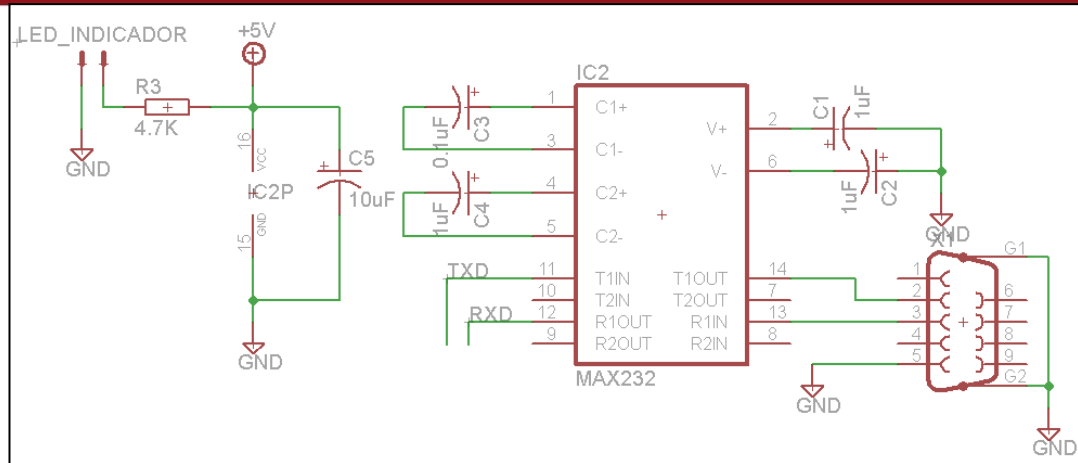 LED_INDICADOR
+5V
R3
4.7K
GND
16
VCC
IC2P
GND
15
C5
10uF
GND
IC2
1
C1+
3
C1-
4
C2+
5
C2-
11
T1IN
10
T2IN
12
R1OUT
9
R2OUT
V+
2
V-
6
T1OUT
14
T2OUT
7
R1IN
13
R2IN
8
MAX232
C3
0.1uF
C4
1uF
TXD
RXD
C1
1uF
C2
1uF
GND
X1
G1
1
2
3
4
5
6
7
8
9
G2
GND
GND